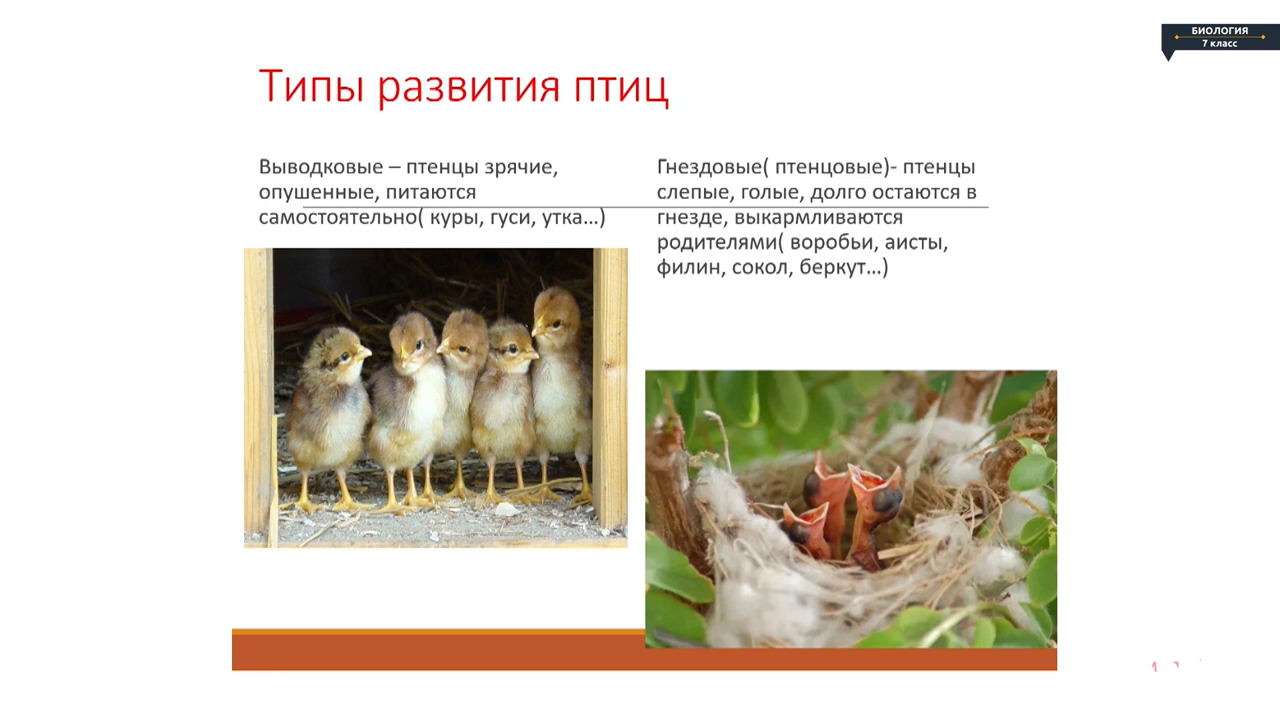 БИОЛОГИЯ
7 класс
Типы развития птиц
Выводковые – птенцы зрячие,
опушенные, питаются
самостоятельно( куры, гуси, утка…)
Гнездовые( птенцовые)- птенцы
слепые, голые, долго остаются в
гнезде, выкармливаются
родителями( воробьи, аисты,
филин, сокол, беркут…)